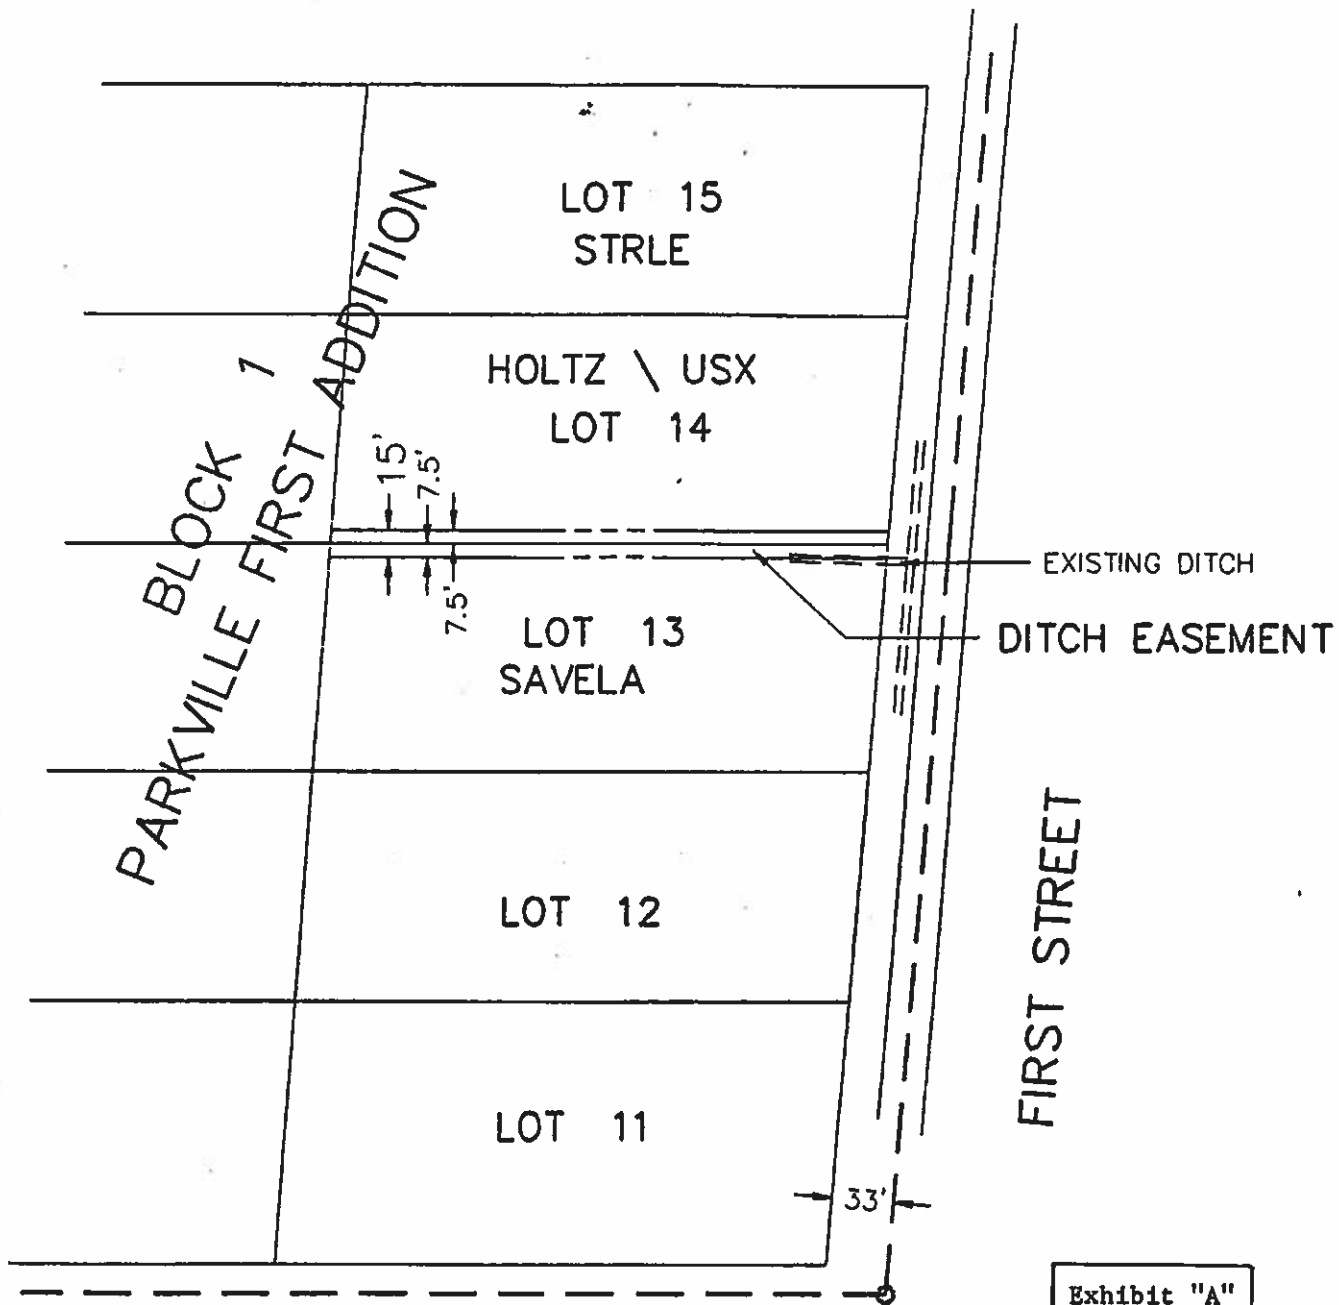 LOT 15
STRLE
HOLTZ \ USX
LOT 14
BLOCK 1
PARKVILLE FIRST ADDITION
15'
7.5'
7.5'
EXISTING DITCH
DITCH EASEMENT
LOT 13
SAVELA
LOT 12
FIRST STREET
LOT 11
33'
Exhibit "A"